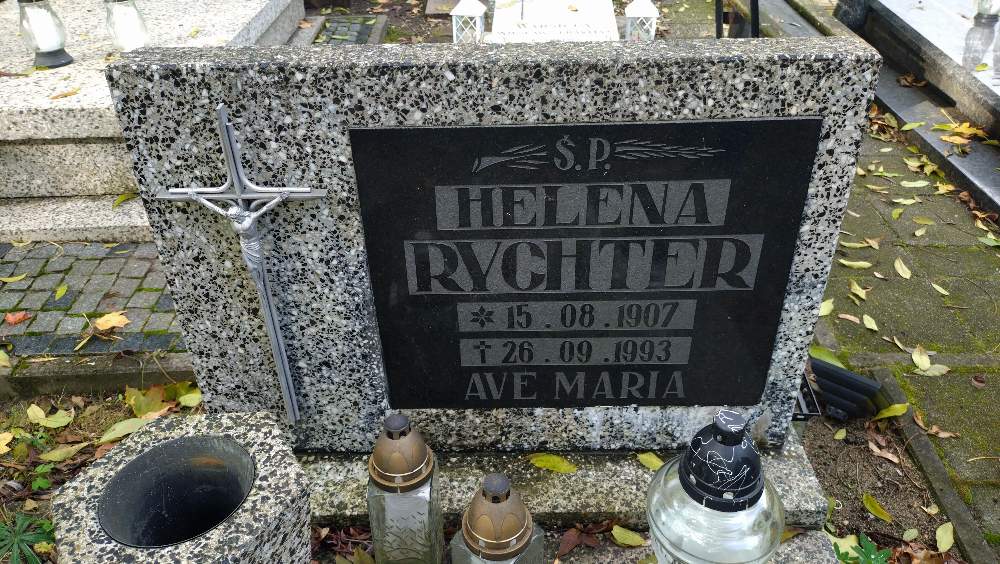 Ś.P.
HELENA
RYCHTER
* 15.08.1907
† 26.09.1993
AVE MARIA